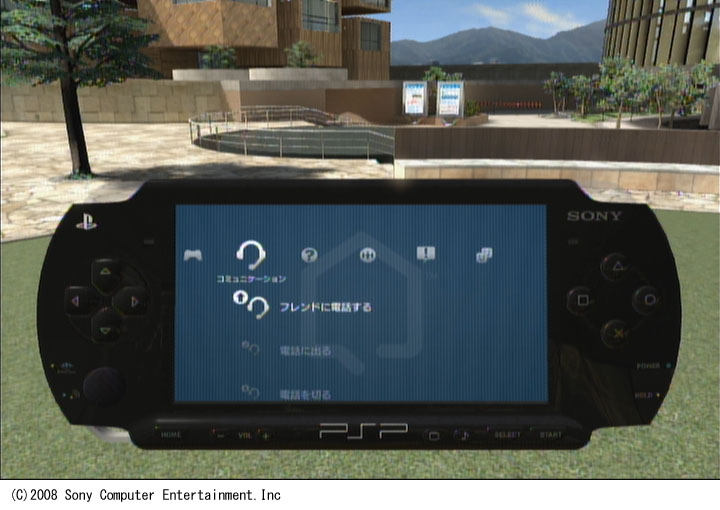 SONY
コミュニケーション
フレンドに電話する
電話に出る
電話を切る
POWER
HOLD
HOME
VOL
PSP
SELECT
START
(C)2008 Sony Computer Entertainment.Inc